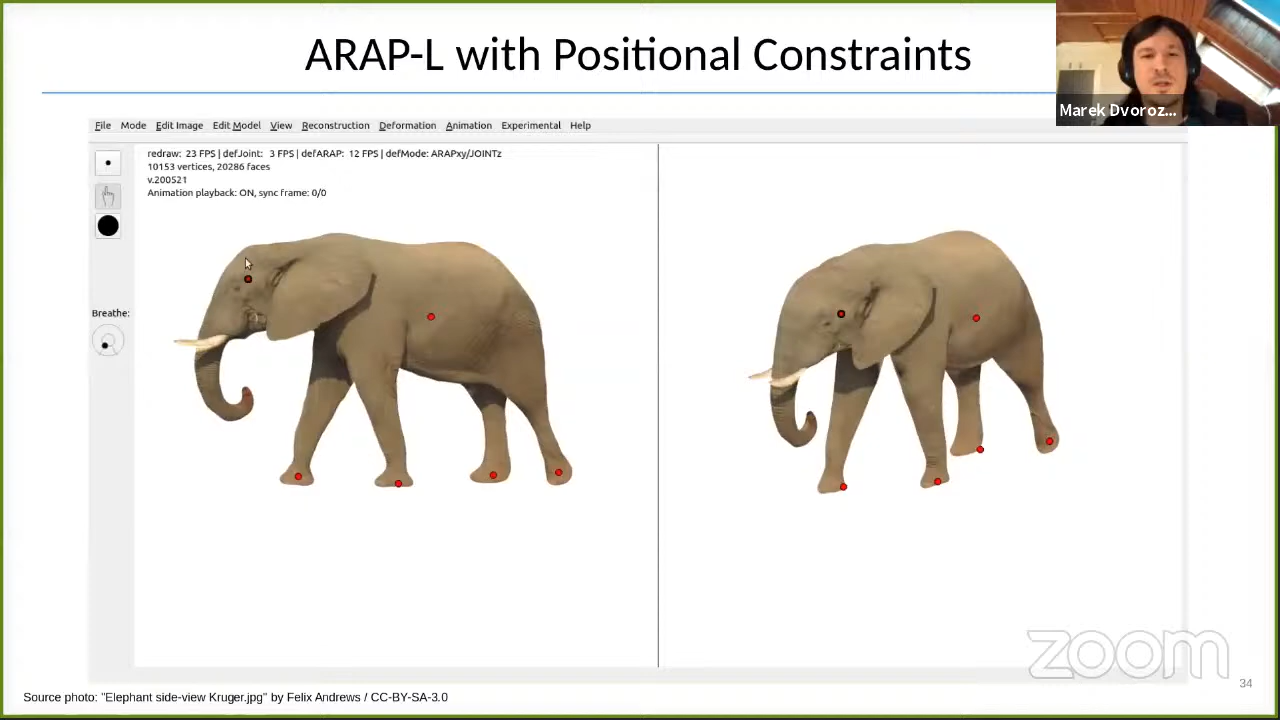 ARAP-L with Positional Constraints
Marek Dvoroz...
File Mode Edit Image Edit Model View Reconstruction Deformation Animation Experimental Help
redraw: 23 FPS | defJoint: 3 FPS | defARAP: 12 FPS | defMode: ARAPxy/JOINTz
10153 vertices, 20286 faces
v.200521
Animation playback: ON, sync frame: 0/0
Breathe:
zoom
34
Source photo: "Elephant side-view Kruger.jpg" by Felix Andrews / CC-BY-SA-3.0